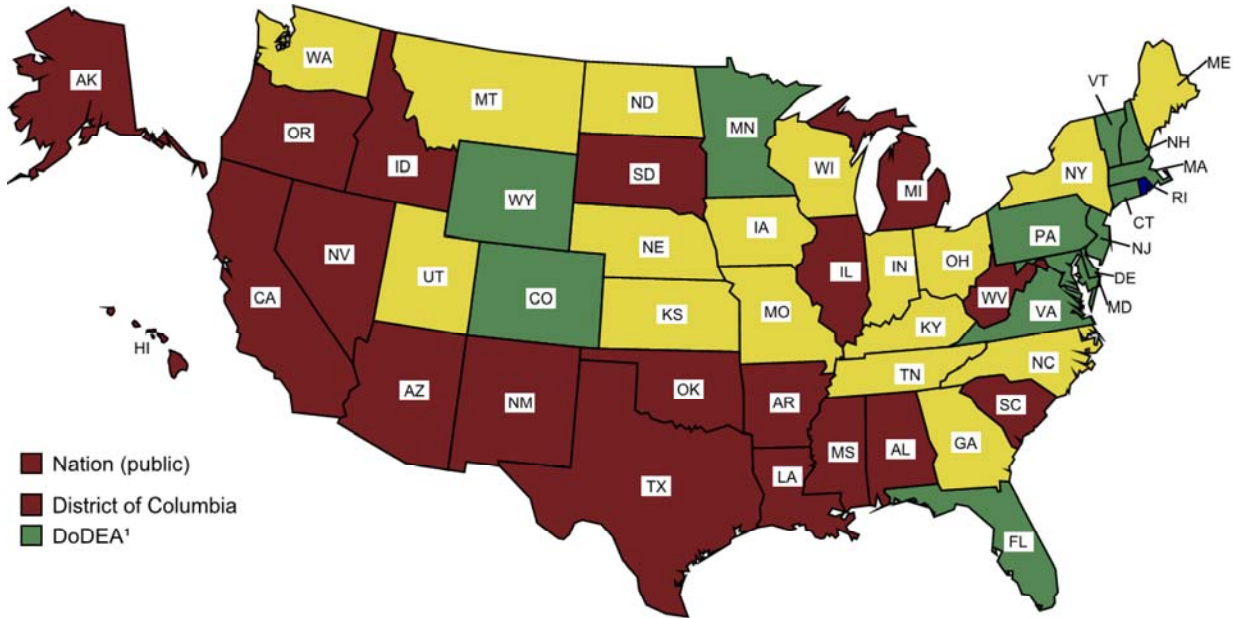 AK
WA
MT
ND
MN
VT
ME
OR
ID
WY
SD
WI
MI
NY
NH
MA
RI
CT
NV
UT
CO
NE
IA
IL
IN
OH
PA
NJ
DE
MD
CA
KS
MO
KY
WV
VA
HI
AZ
NM
OK
AR
TN
NC
SC
TX
LA
MS
AL
GA
FL
Nation (public)
District of Columbia
DoDEA¹